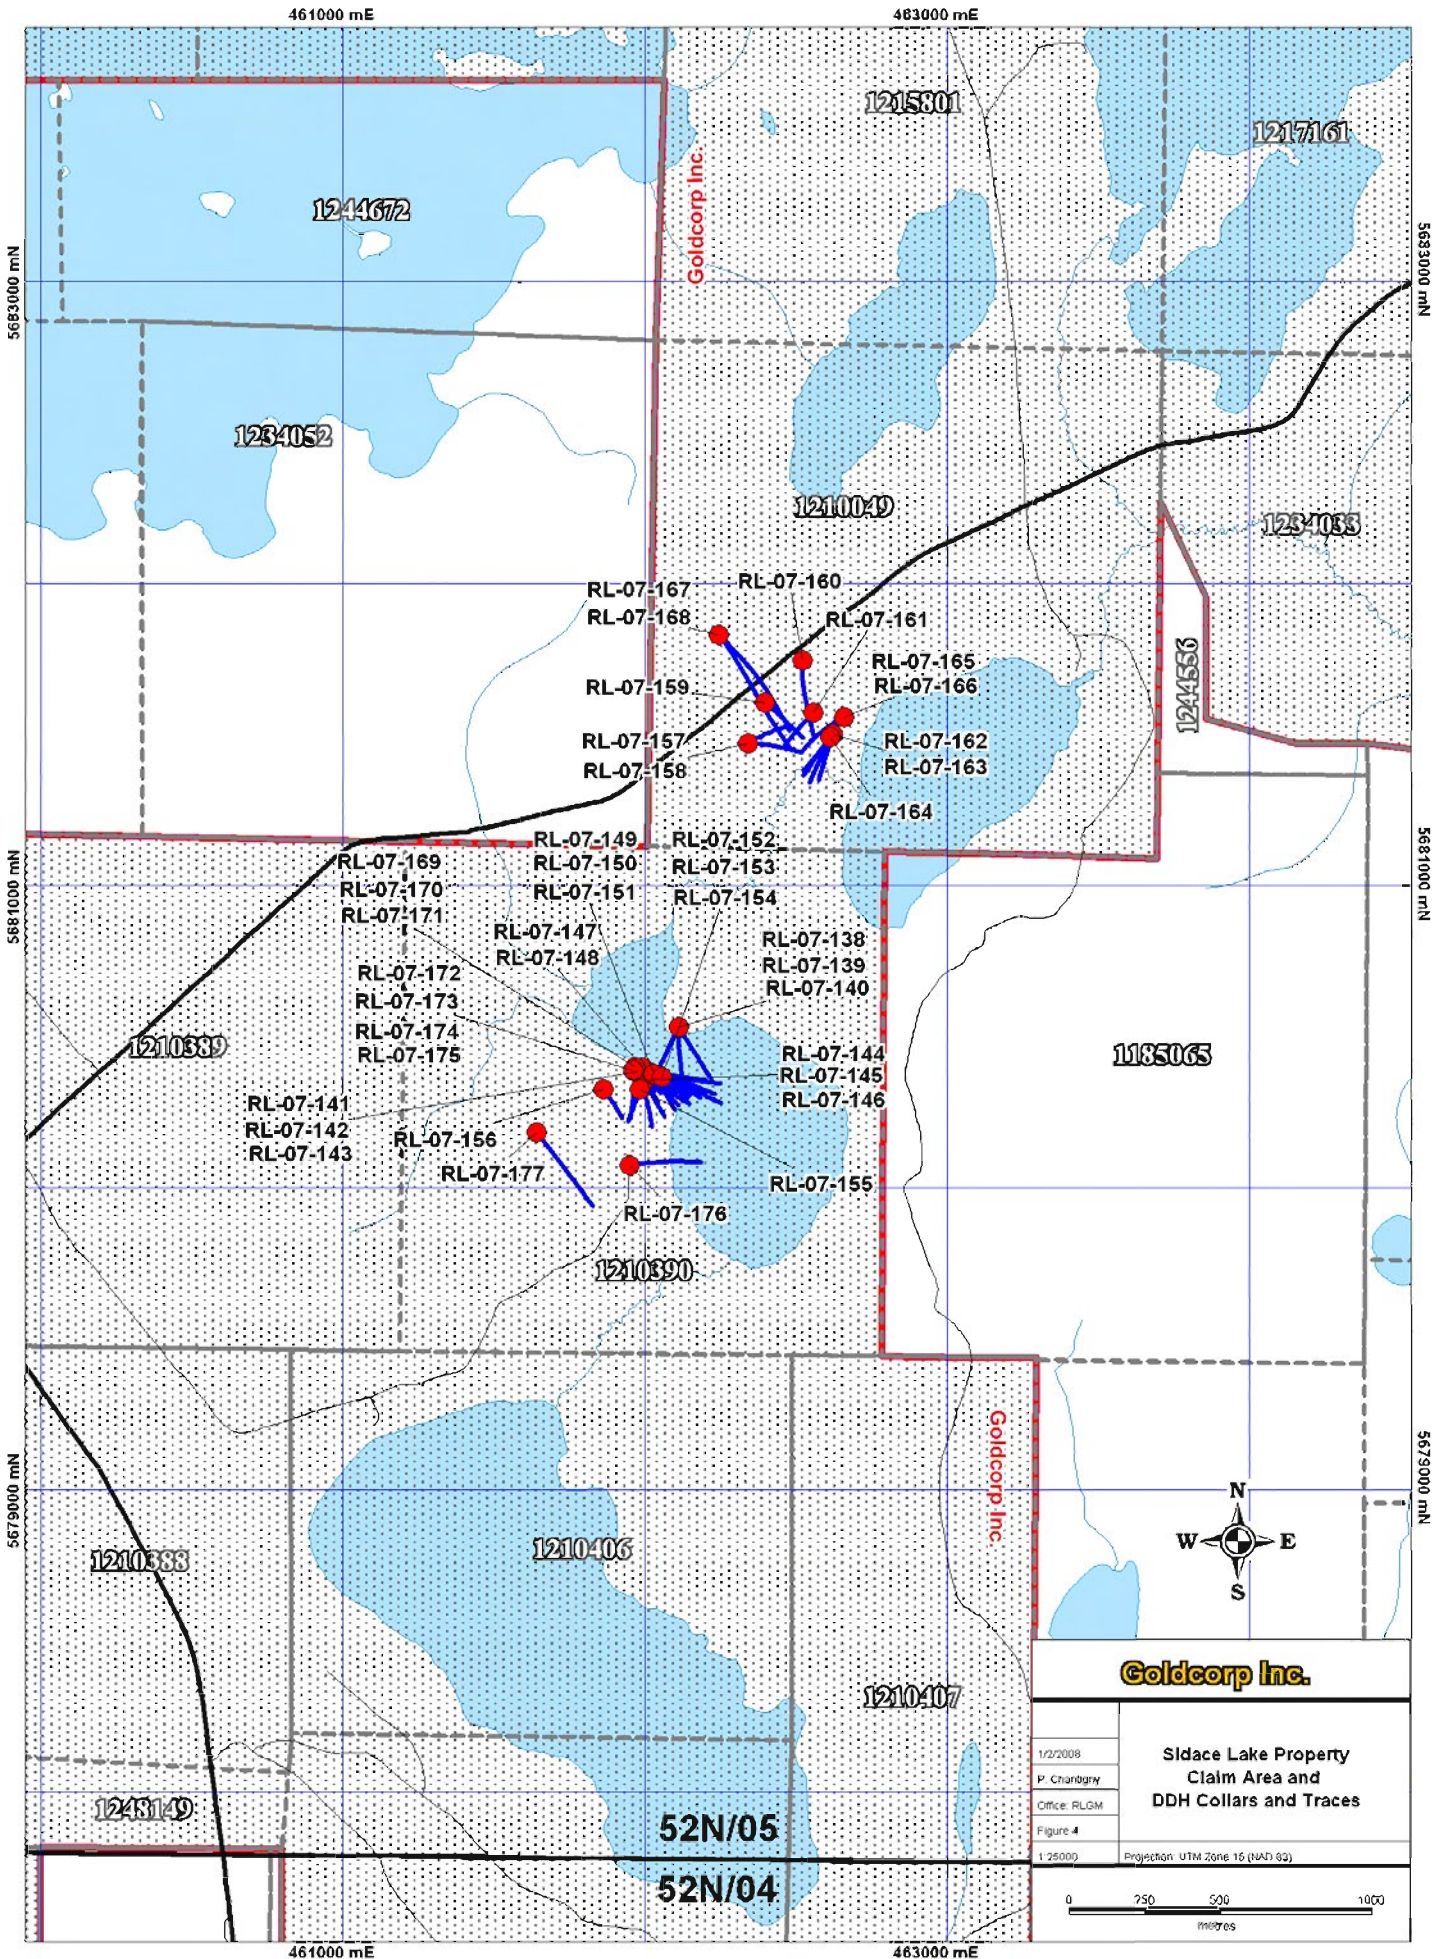 461000 mE
463000 mE
1215801
1217161
Goldcorp Inc.
1244672
5683000 mN
5683000 mN
1234052
1210049
1234033
RL-07-167
RL-07-160
RL-07-168
RL-07-161
RL-07-165
RL-07-166
1244556
RL-07-159
RL-07-157
RL-07-162
RL-07-158
RL-07-163
RL-07-164
RL-07-149
RL-07-152
RL-07-150
RL-07-153
RL-07-151
RL-07-154
RL-07-169
RL-07-170
RL-07-171
5681000 mN
5681000 mN
RL-07-147
RL-07-148
RL-07-138
RL-07-139
RL-07-140
RL-07-172
RL-07-173
RL-07-174
RL-07-175
1210389
1185065
RL-07-144
RL-07-145
RL-07-146
RL-07-141
RL-07-142
RL-07-143
RL-07-156
RL-07-177
RL-07-155
RL-07-176
1210390
Goldcorp Inc.
5679000 mN
5679000 mN
1210406
1210388
N
W E
S
1210407
1248149
52N/05
52N/04
Goldcorp Inc.
1/2/2008
P. Chantigny
Office: RLGM
Figure 4
1:25000
Sidace Lake Property
Claim Area and
DDH Collars and Traces
Projection: UTM Zone 15 (NAD 83)
0 250 500 1000
metres
461000 mE
463000 mE